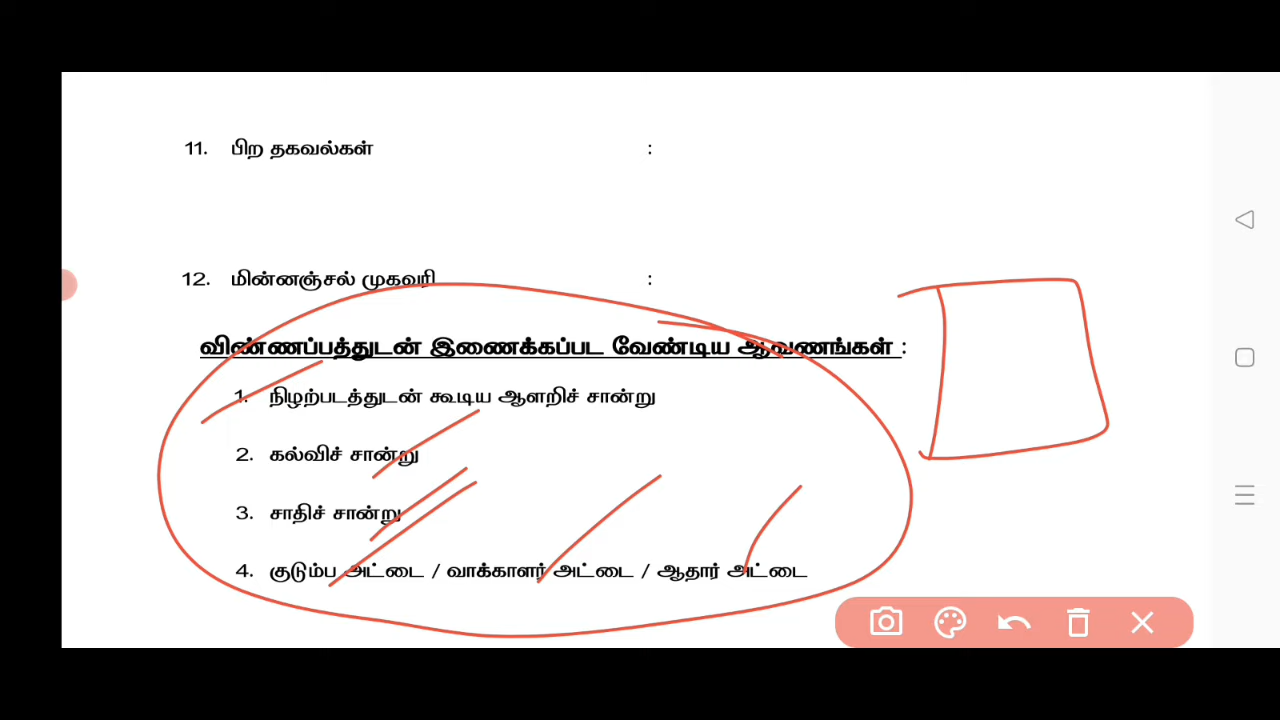 11. பிற தகவல்கள் :
12. மின்னஞ்சல் முகவரி :
விண்ணப்பத்துடன் இணைக்கப்பட வேண்டிய ஆவணங்கள் :
1. நிழற்படத்துடன் கூடிய ஆளறிச் சான்று
2. கல்விச் சான்று
3. சாதிச் சான்று
4. குடும்ப அட்டை / வாக்காளர் அட்டை / ஆதார் அட்டை